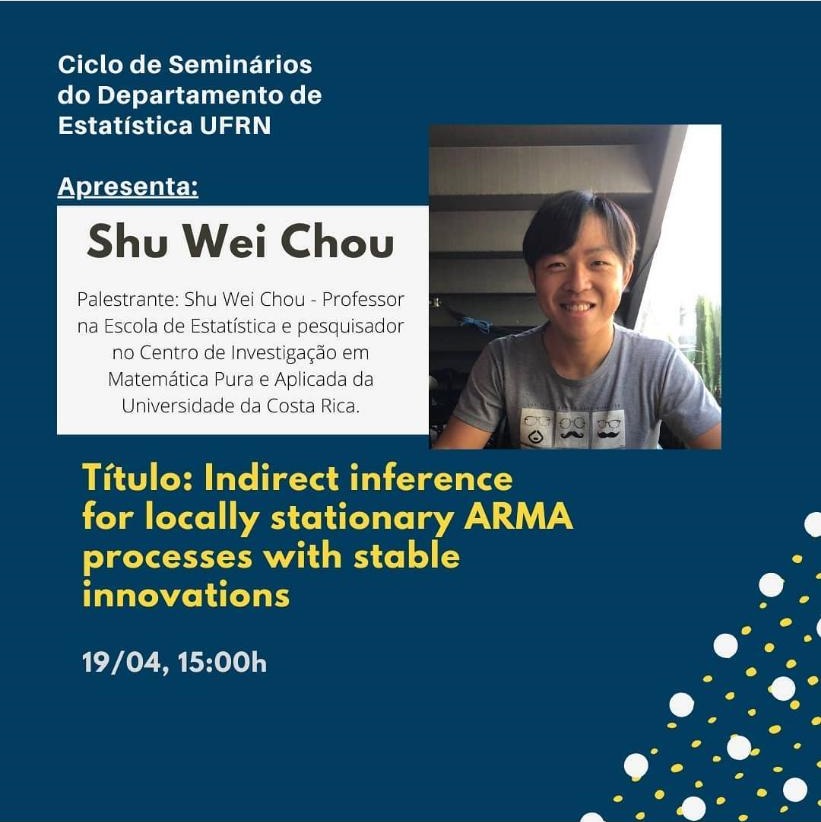 Ciclo de Seminários
do Departamento de
Estatística UFRN
Apresenta:
Shu Wei Chou
Palestrante: Shu Wei Chou - Professor
na Escola de Estatística e pesquisador
no Centro de Investigação em
Matemática Pura e Aplicada da
Universidade da Costa Rica.
Título: Indirect inference
for locally stationary ARMA
processes with stable
innovations
19/04, 15:00h